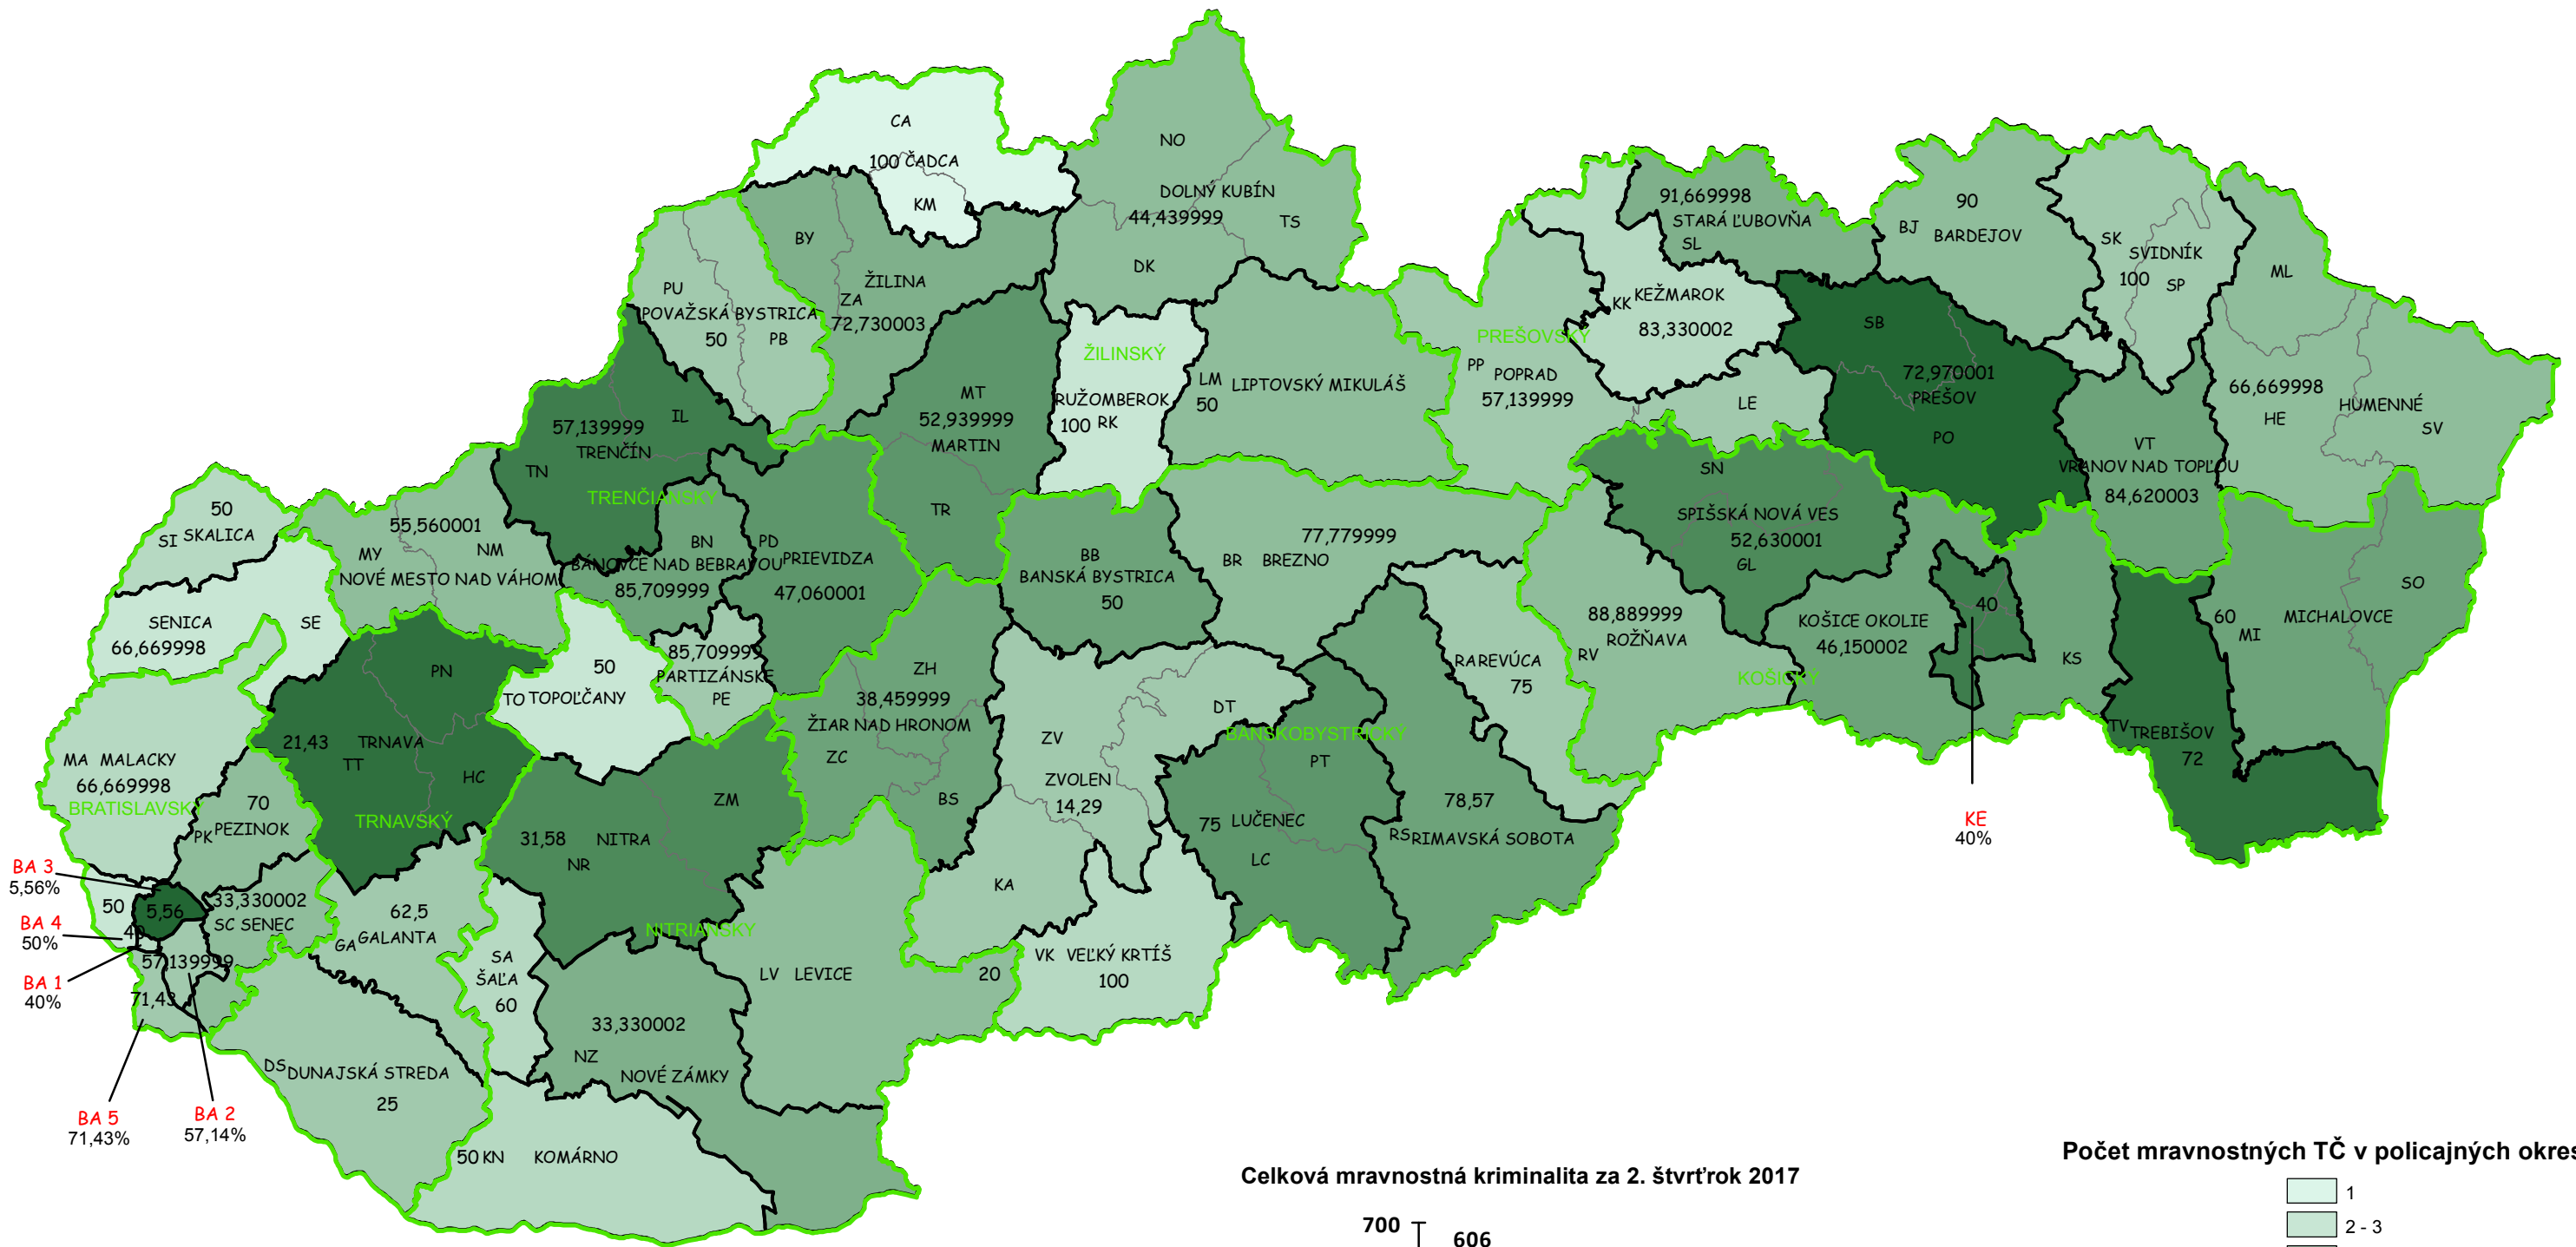 CA
100 ČADCA
KM
NO
DOLNÝ KUBÍN
44,439999
TS
DK
BY
ŽILINA
ZA
72,730003
PU
POVAŽSKÁ BYSTRICA
50
PB
ŽILINSKÝ
RUŽOMBEROK
100 RK
LM
LIPTOVSKÝ MIKULÁŠ
50
MT
52,939999
MARTIN
TR
91,669998
STARÁ ĽUBOVŇA
SL
KK KEŽMAROK
83,330002
PREŠOVSKÝ
PP
POPRAD
57,139999
LE
90
BJ BARDEJOV
SK
SVIDNÍK
100 SP
ML
SB
72,970001
PREŠOV
PO
VT
VRANOV NAD TOPĽOU
84,620003
66,669998
HUMENNÉ
HE
SV
57,139999
IL
TRENČÍN
TN
TRENČIANSKY
50
SI SKALICA
SENICA
SE
66,669998
55,560001
MY
NM
NOVÉ MESTO NAD VÁHOM
BN
BÁNOVCE NAD BEBRAVOU
85,709999
PD
PRIEVIDZA
47,060001
85,709999
PARTIZÁNSKE
PE
50
TO TOPOĽČANY
BB
BANSKÁ BYSTRICA
50
77,779999
BR BREZNO
SN
SPIŠSKÁ NOVÁ VES
52,630001
GL
RA REVÚCA
75
88,889999
ROŽŇAVA
RV
KOŠICE OKOLIE
46,150002
KOŠICKÝ
40
KS
KE
40%
SO
60
MI
MICHALOVCE
TV TREBIŠOV
72
PN
21,43
TRNAVA
TT
HC
TRNAVSKÝ
MA MALACKY
66,669998
BRATISLAVSKÝ
70
PK PEZINOK
BA 3
5,56%
BA 4
50%
BA 1
40%
50
5,56
40
33,330002
SC SENEC
57,139999
71,43
BA 5
71,43%
BA 2
57,14%
62,5
GA GALANTA
DS DUNAJSKÁ STREDA
25
SA
ŠAĽA
60
31,58
NITRA
NR
ZM
NITRIANSKY
33,330002
NZ
NOVÉ ZÁMKY
50 KN KOMÁRNO
LV LEVICE
20
ZH
38,459999
ŽIAR NAD HRONOM
ZC
BS
DT
ZV
ZVOLEN
14,29
KA
BANSKOBYSTRICKÝ
PT
75 LUČENEC
LC
78,57
RS RIMAVSKÁ SOBOTA
VK VEĽKÝ KRTÍŠ
100
Celková mravnostná kriminalita za 2. štvrťrok 2017
700
606
Počet mravnostných TČ v policajných okres
1
2 - 3